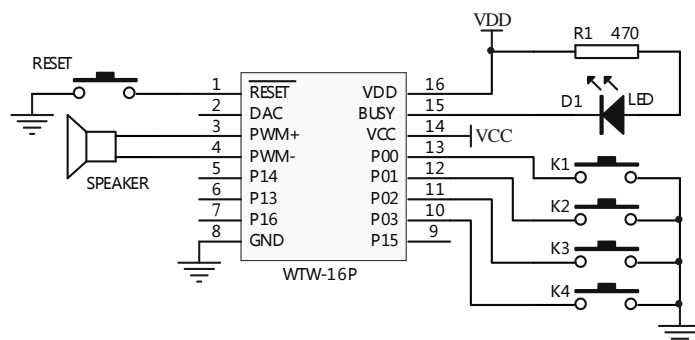 VDD
R1 470
RESET
1 RESET VDD 16
2 DAC BUSY 15
D1 LED
3 PWM+ VCC 14 VCC
4 PWM- P00 13
K1
SPEAKER
5 P14 P01 12
6 P13 P02 11
K2
7 P16 P03 10
8 GND P15 9
K3
WTW-16P
K4